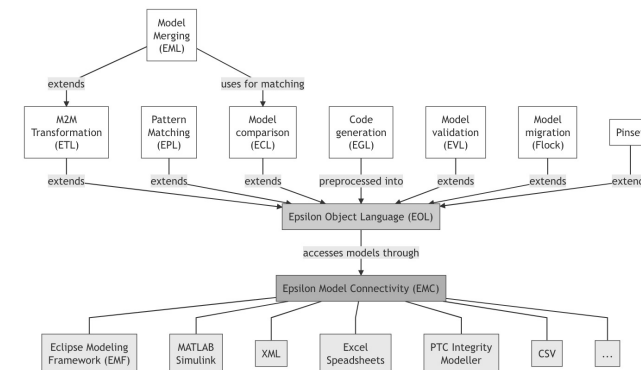 Model
Merging
(EML)
extends
uses for matching
M2M
Transformation
(ETL)
Pattern
Matching
(EPL)
Model
comparison
(ECL)
Code
generation
(EGL)
Model
validation
(EVL)
Model
migration
(Flock)
Pinse
extends
extends
extends
preprocessed into
extends
extends
extend
Epsilon Object Language (EOL)
accesses models through
Epsilon Model Connectivity (EMC)
Eclipse Modeling
Framework (EMF)
MATLAB
Simulink
XML
Excel
Speadsheets
PTC Integrity
Modeller
CSV
...